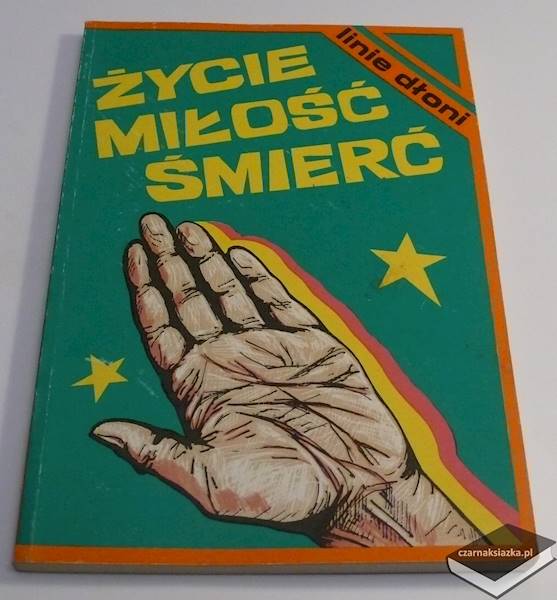 linie dłoni
ŻYCIE
MIŁOŚĆ
ŚMIERĆ
czarnaksiazka.pl